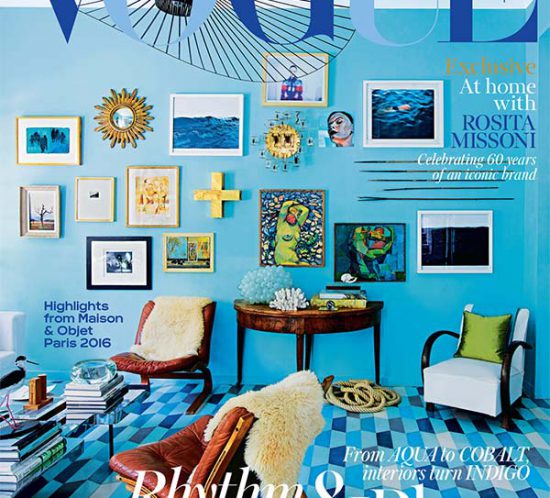 VOGUE
Exclusive
At home
with
ROSITA
MISSONI
Celebrating 60 years
of an iconic brand
Highlights
from Maison
& Objet
Paris 2016
From AQUA to COBALT
interiors turn INDIGO
Rhythm &